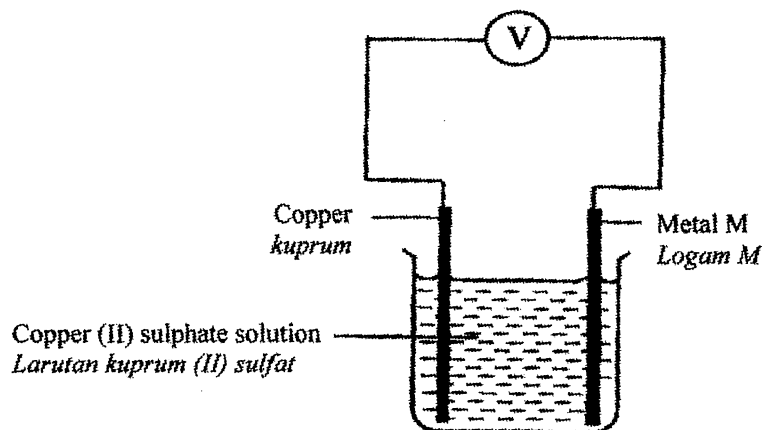 V
Copper
kuprum
Metal M
Logam M
Copper (II) sulphate solution
Larutan kuprum (II) sulfat